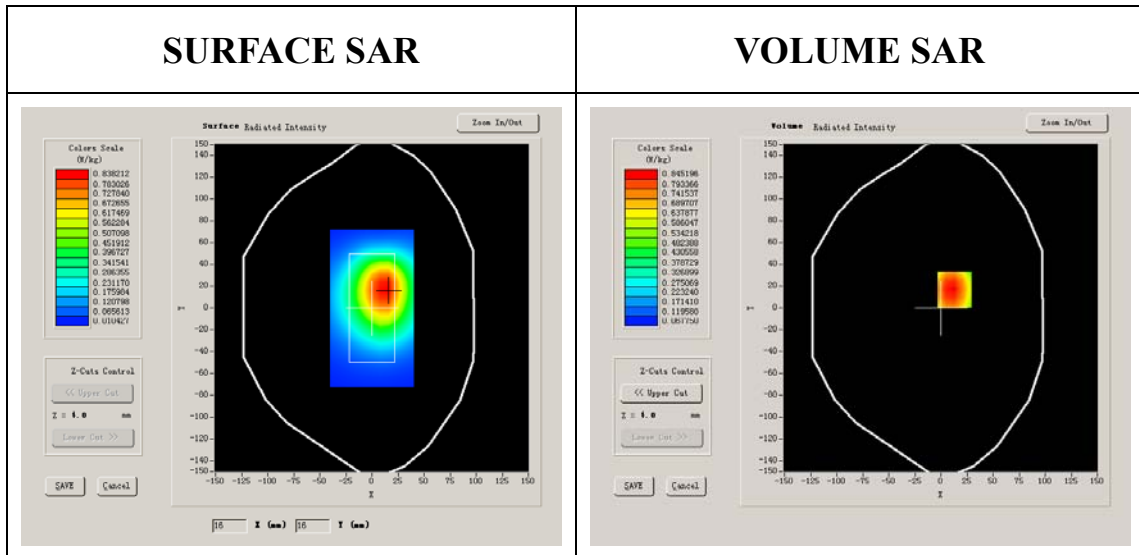 SURFACE SAR
VOLUME SAR
Surface Radiated Intensity
Zoom In/Out
Colors Scale
(W/kg)
0.838212
0.783026
0.727840
0.672655
0.617469
0.562284
0.507098
0.451912
0.396727
0.341541
0.286355
0.231170
0.175984
0.120798
0.065613
0.010427
150
140
120
100
80
60
40
20
0
-20
-40
-60
-80
-100
-120
-140
-150
Y
-150 -125 -100 -75 -50 -25 0 25 50 75 100 125 150
X
Z-Cuts Control
<< Upper Cut
Z = 4.0 mm
Lower Cut >>
SAVE Cancel
16 X (mm) 16 Y (mm)
Volume Radiated Intensity
Zoom In/Out
Colors Scale
(W/kg)
0.845196
0.793366
0.741537
0.689707
0.637877
0.586047
0.534218
0.482388
0.430558
0.378729
0.326899
0.275069
0.223240
0.171410
0.119580
0.067750
150
140
120
100
80
60
40
20
0
-20
-40
-60
-80
-100
-120
-140
-150
Y
-150 -125 -100 -75 -50 -25 0 25 50 75 100 125 150
X
Z-Cuts Control
<< Upper Cut
Z = 4.0 mm
Lower Cut >>
SAVE Cancel